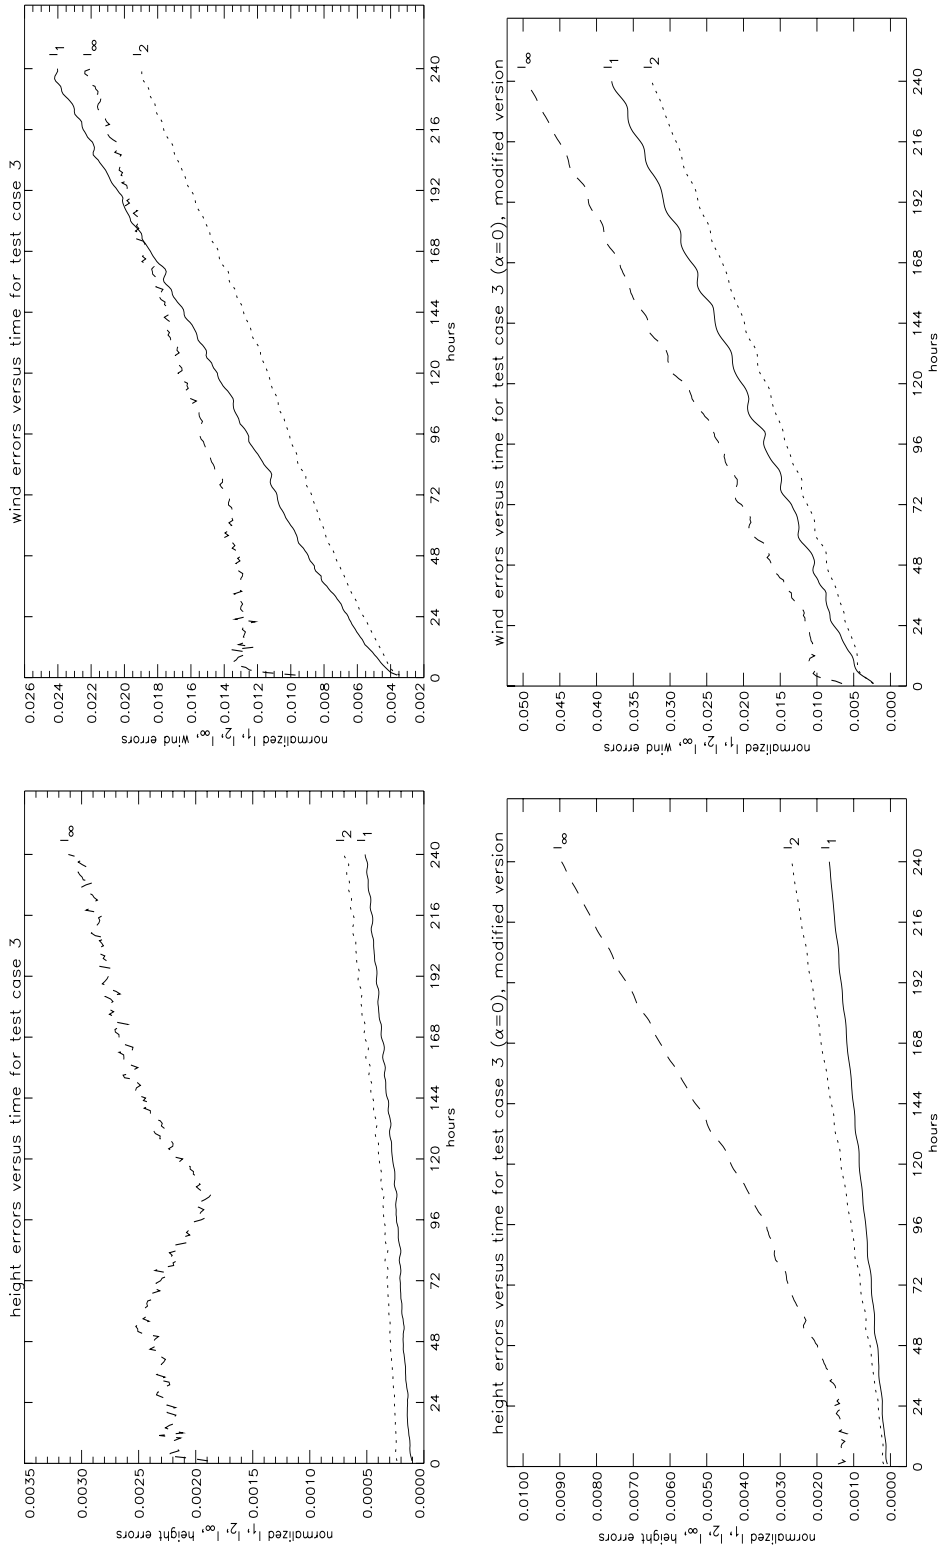 height errors versus time for test case 3
normalized l1, l2, l∞, height errors
0.0035
0.0030
0.0025
0.0020
0.0015
0.0010
0.0005
0.0000
0 24 48 72 96 120 144 168 192 216 240
hours
l∞
l2
l1
wind errors versus time for test case 3
normalized l1, l2, l∞, wind errors
0.026
0.024
0.022
0.020
0.018
0.016
0.014
0.012
0.010
0.008
0.006
0.004
0.002
0 24 48 72 96 120 144 168 192 216 240
hours
l1
l∞
l2
height errors versus time for test case 3 (α=0), modified version
normalized l1, l2, l∞, height errors
0.0100
0.0090
0.0080
0.0070
0.0060
0.0050
0.0040
0.0030
0.0020
0.0010
0.0000
0 24 48 72 96 120 144 168 192 216 240
hours
l∞
l2
l1
wind errors versus time for test case 3 (α=0), modified version
normalized l1, l2, l∞, wind errors
0.050
0.045
0.040
0.035
0.030
0.025
0.020
0.015
0.010
0.005
0.000
0 24 48 72 96 120 144 168 192 216 240
hours
l∞
l1
l2